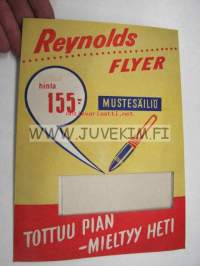 Reynolds
FLYER
hinta
155:-
MUSTESÄILIÖ
WWW.JUVEKIM.FI
TOTTUU PIAN
-MIELTYY HETI